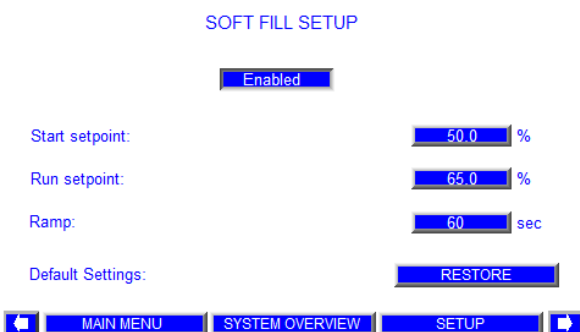 SOFT FILL SETUP
Enabled
Start setpoint: 50.0 %
Run setpoint: 65.0 %
Ramp: 60 sec
Default Settings: RESTORE
MAIN MENU SYSTEM OVERVIEW SETUP